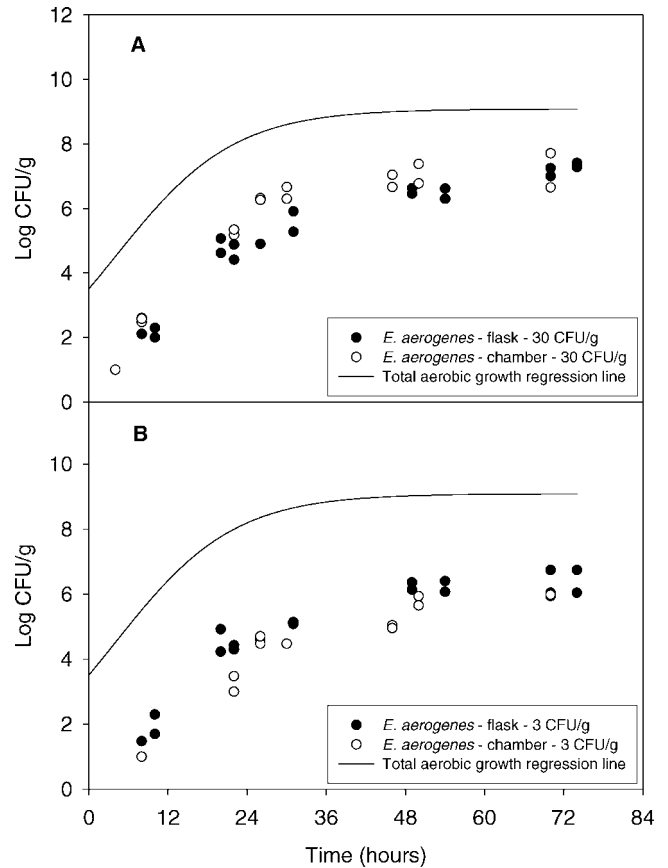 12
A
10
8
6
4
2
0
Log CFU/g
E. aerogenes - flask - 30 CFU/g
E. aerogenes - chamber - 30 CFU/g
Total aerobic growth regression line
B
10
8
6
4
2
0
Log CFU/g
E. aerogenes - flask - 3 CFU/g
E. aerogenes - chamber - 3 CFU/g
Total aerobic growth regression line
0 12 24 36 48 60 72 84
Time (hours)